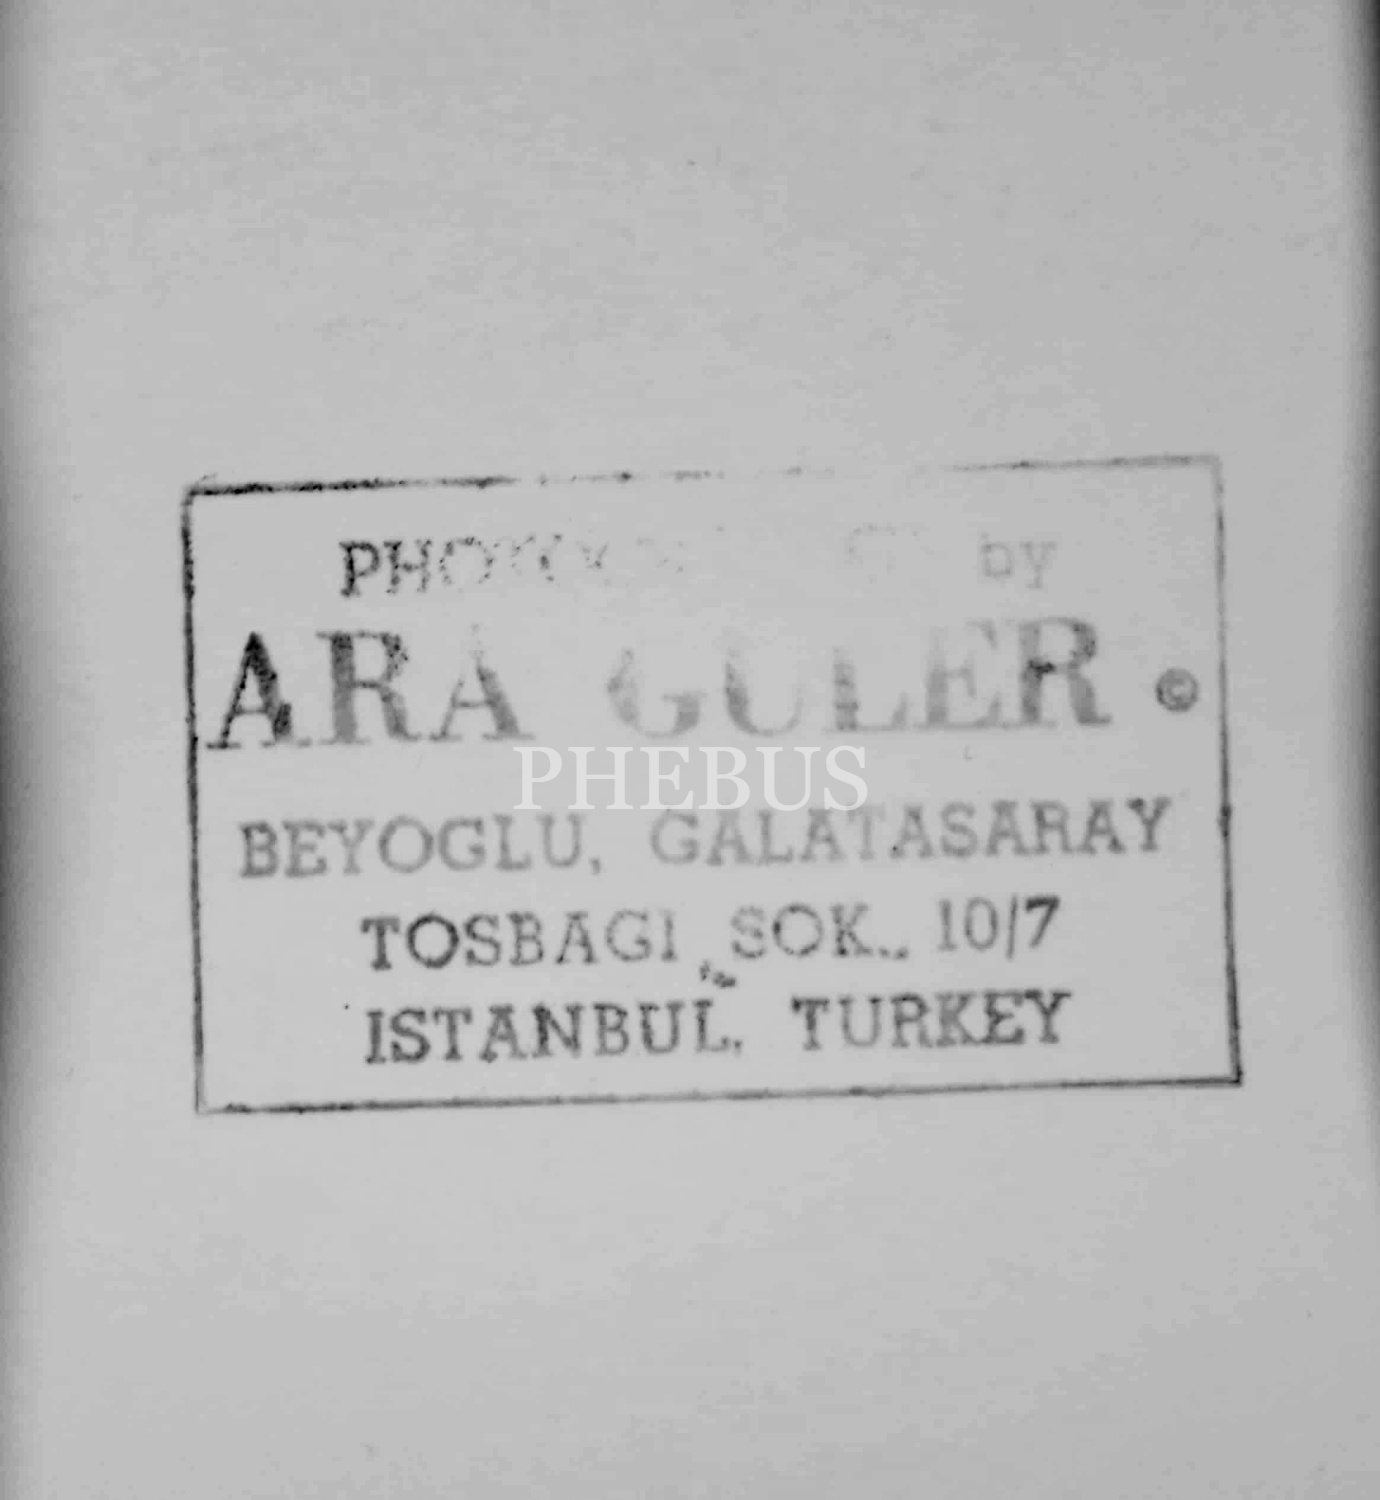 by
ARA GULER ©
PHEBUS
BEYOGLU, GALATASARAY
TOSBAGI SOK., 10/7
ISTANBUL, TURKEY